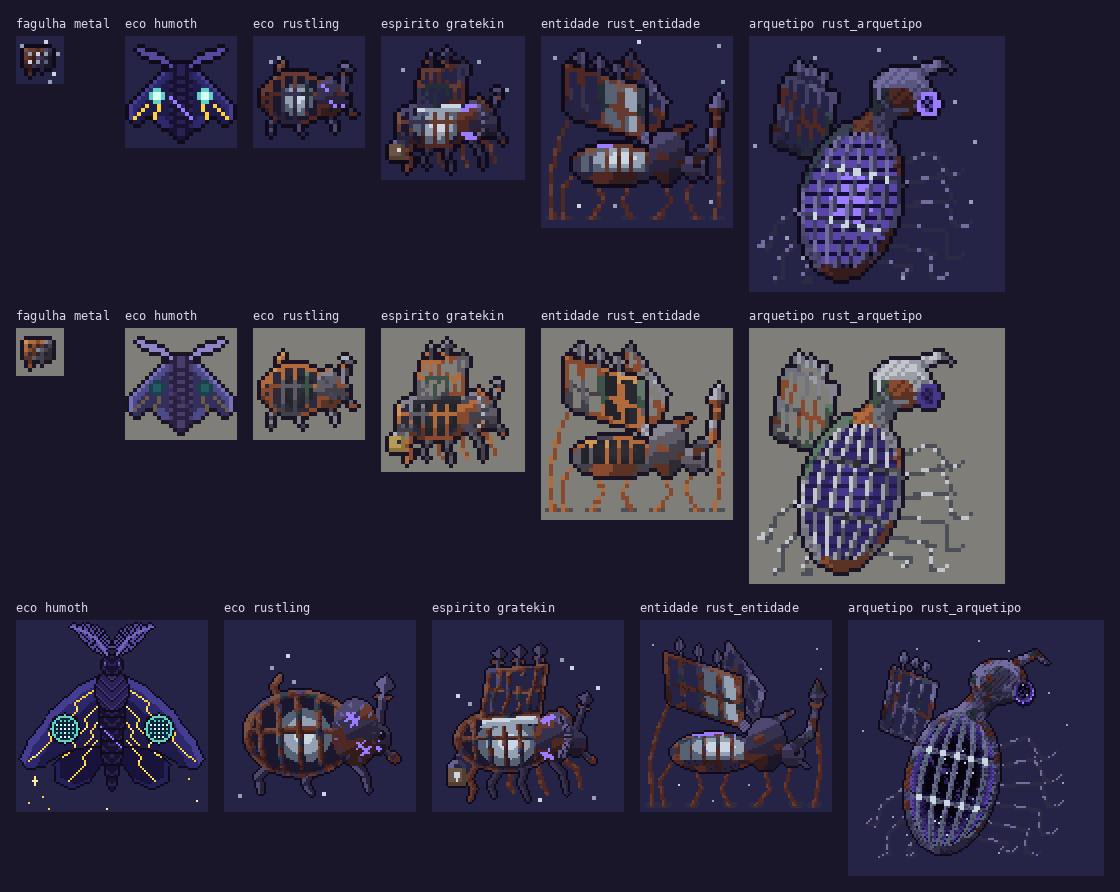 fagulha metal
eco humoth
eco rustling
espirito gratekin
entidade rust_entidade
arquetipo rust_arquetipo
fagulha metal
eco humoth
eco rustling
espirito gratekin
entidade rust_entidade
arquetipo rust_arquetipo
eco humoth
eco rustling
espirito gratekin
entidade rust_entidade
arquetipo rust_arquetipo